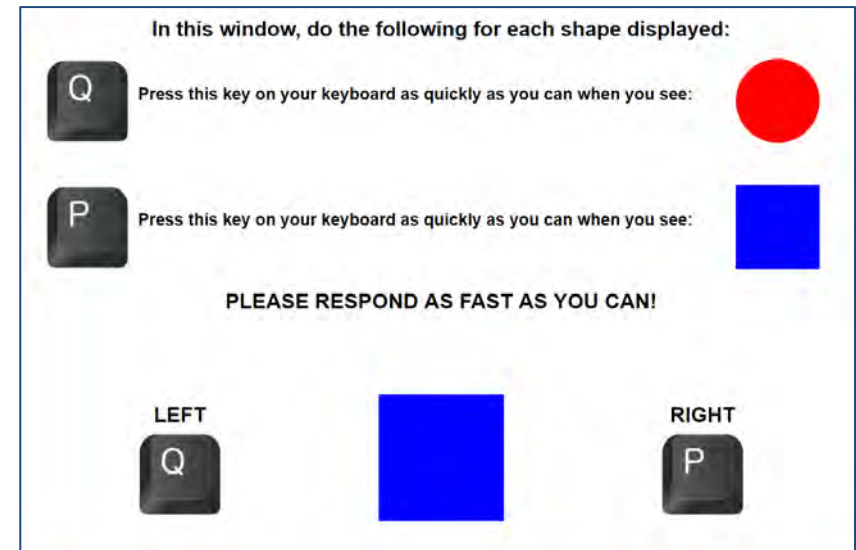 In this window, do the following for each shape displayed:
Q
Press this key on your keyboard as quickly as you can when you see:
P
Press this key on your keyboard as quickly as you can when you see:
PLEASE RESPOND AS FAST AS YOU CAN!
LEFT
RIGHT
Q
P